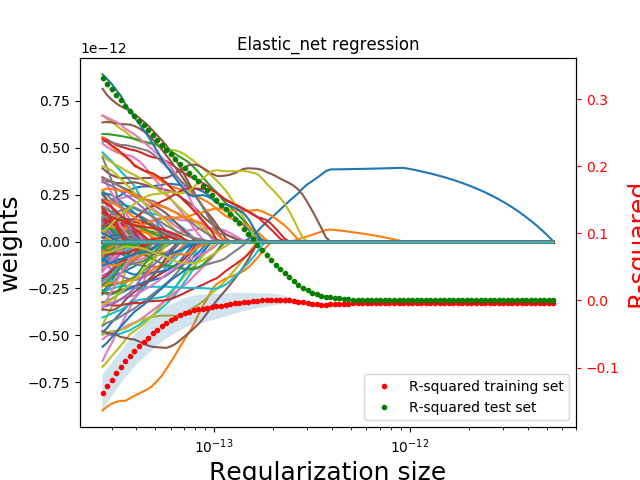 Elastic_net regression
1e−12
0.75
0.50
0.25
0.00
−0.25
−0.50
−0.75
weights
0.3
0.2
0.1
0.0
−0.1
R-squared
R-squared training set
R-squared test set
10⁻¹³
10⁻¹²
Regularization size